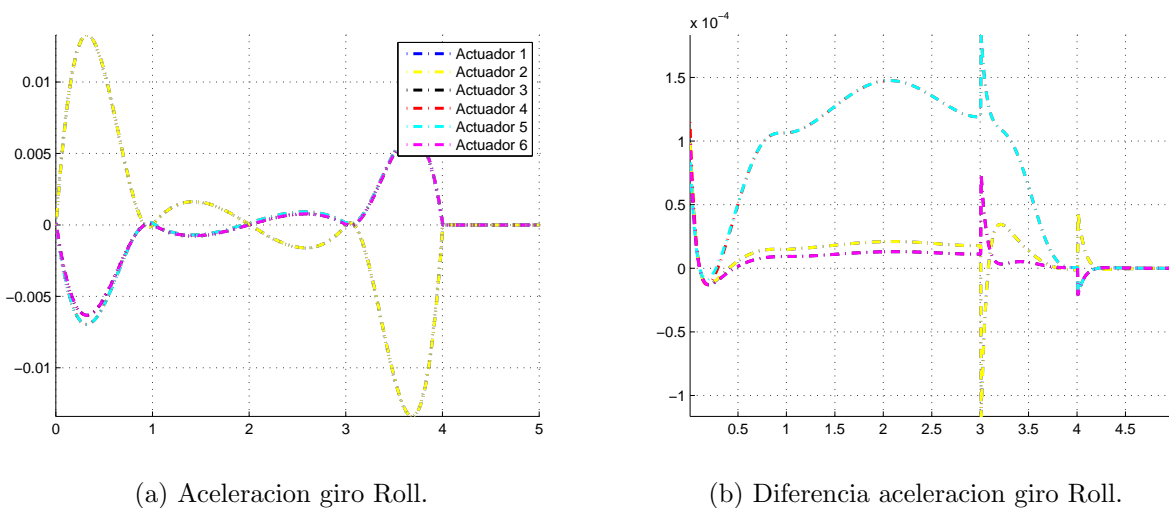 0.01
0.005
0
−0.005
−0.01
0 1 2 3 4 5
Actuador 1
Actuador 2
Actuador 3
Actuador 4
Actuador 5
Actuador 6
x 10⁻⁴
1.5
1
0.5
0
−0.5
−1
0.5 1 1.5 2 2.5 3 3.5 4 4.5
(a) Aceleracion giro Roll.
(b) Diferencia aceleracion giro Roll.